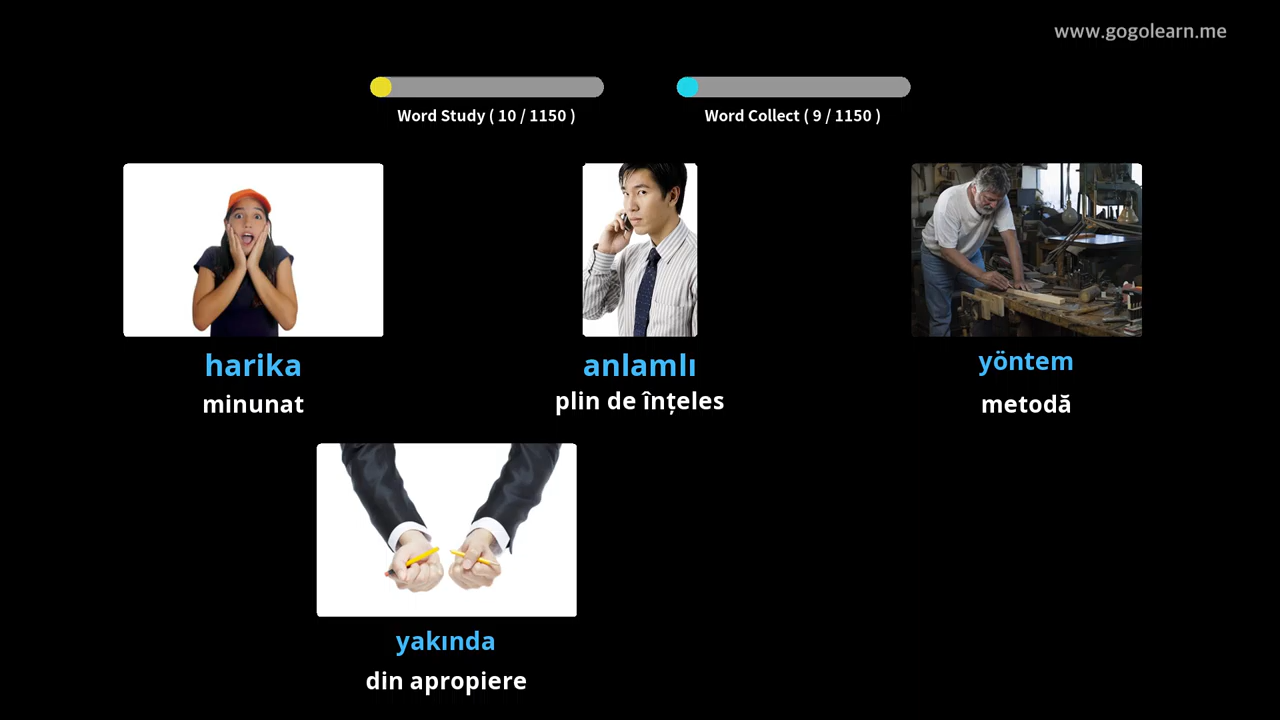 www.gogolearn.me
Word Study ( 10 / 1150 )
Word Collect ( 9 / 1150 )
harika
minunat
anlamlı
plin de înțeles
yöntem
metodă
yakında
din apropiere